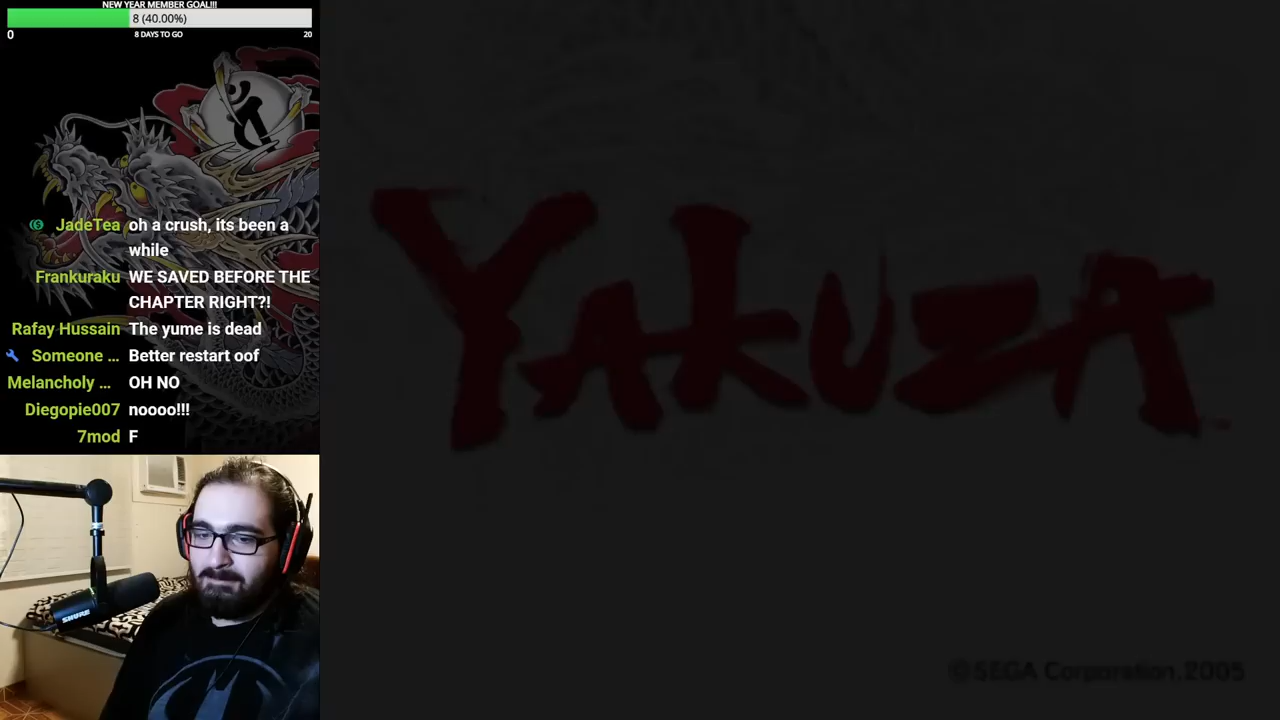 NEW YEAR MEMBER GOAL!!!
8 (40.00%)
0
8 DAYS TO GO
20
JadeTea oh a crush, its been a
while
Frankuraku WE SAVED BEFORE THE
CHAPTER RIGHT?!
Rafay Hussain The yume is dead
Someone ... Better restart oof
Melancholy ... OH NO
Diegopie007 noooo!!!
7mod F
SHURE
YAkuZA
TM
©SEGA Corporation,2005